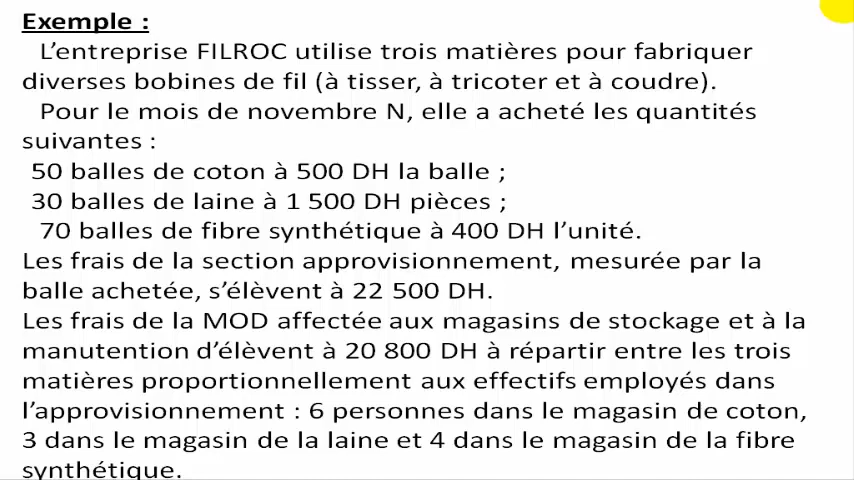 Exemple :
L’entreprise FILROC utilise trois matières pour fabriquer
diverses bobines de fil (à tisser, à tricoter et à coudre).
Pour le mois de novembre N, elle a acheté les quantités
suivantes :
50 balles de coton à 500 DH la balle ;
30 balles de laine à 1 500 DH pièces ;
70 balles de fibre synthétique à 400 DH l’unité.
Les frais de la section approvisionnement, mesurée par la
balle achetée, s’élèvent à 22 500 DH.
Les frais de la MOD affectée aux magasins de stockage et à la
manutention d’élèvent à 20 800 DH à répartir entre les trois
matières proportionnellement aux effectifs employés dans
l’approvisionnement : 6 personnes dans le magasin de coton,
3 dans le magasin de la laine et 4 dans le magasin de la fibre
synthétique.